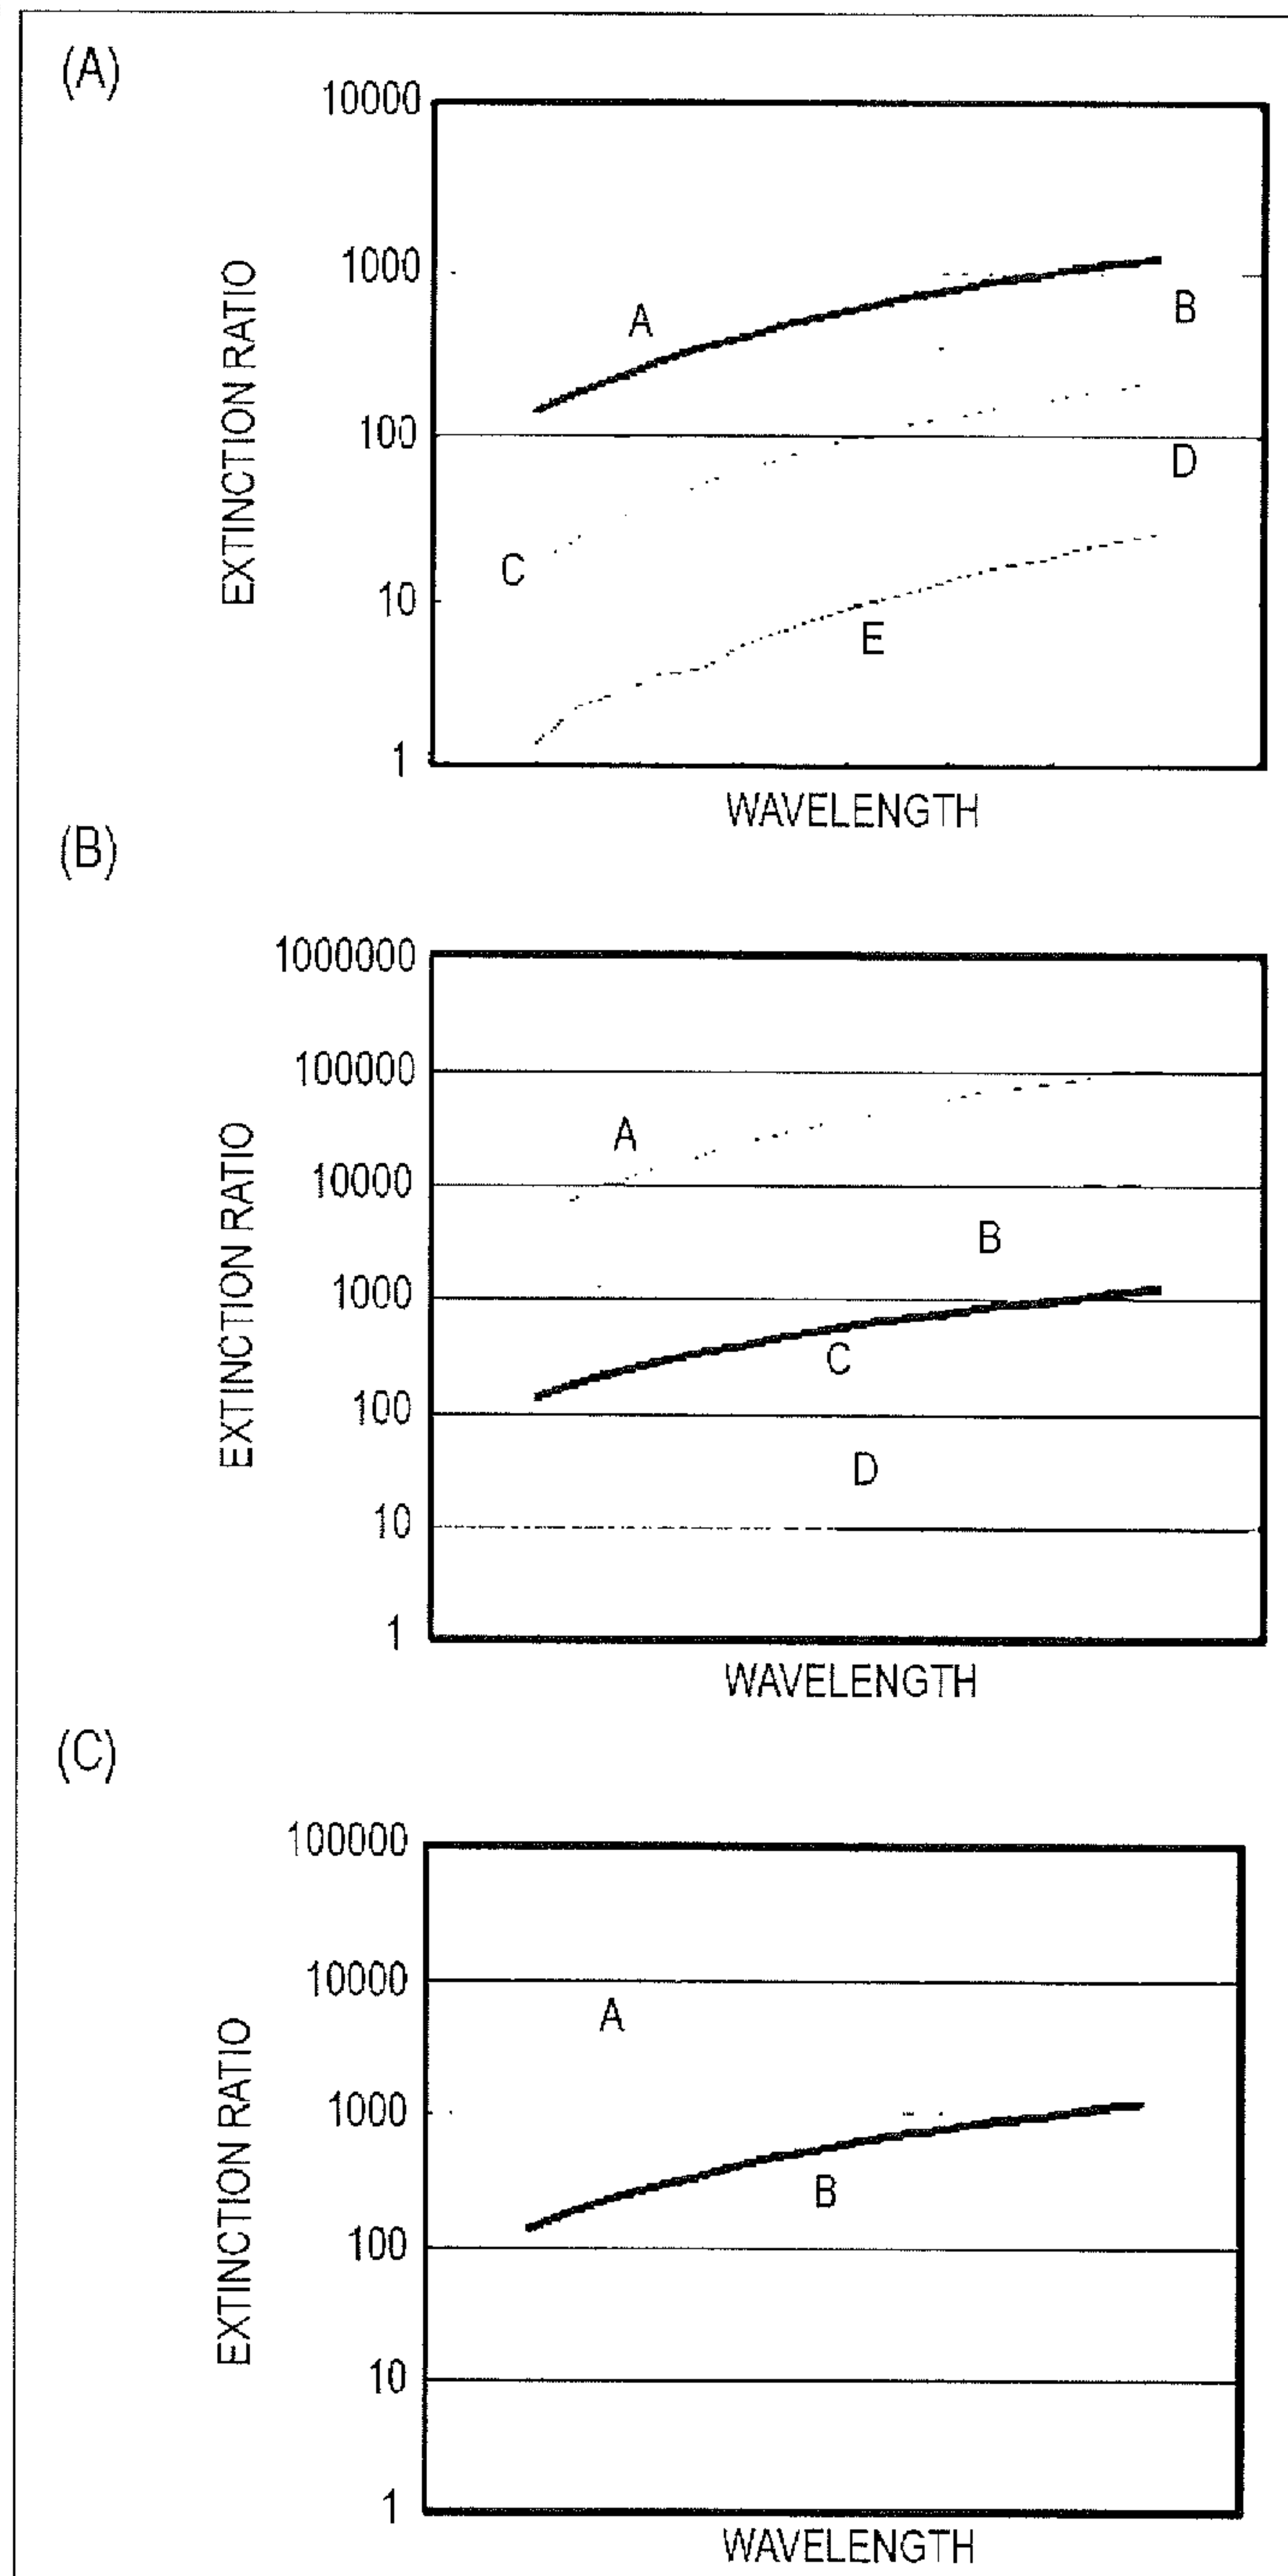 (A)
10000
1000
100
10
1
EXTINCTION RATIO
A
B
C
D
E
WAVELENGTH
(B)
1000000
100000
10000
1000
100
10
1
EXTINCTION RATIO
A
B
C
D
WAVELENGTH
(C)
100000
10000
1000
100
10
1
EXTINCTION RATIO
A
B
WAVELENGTH